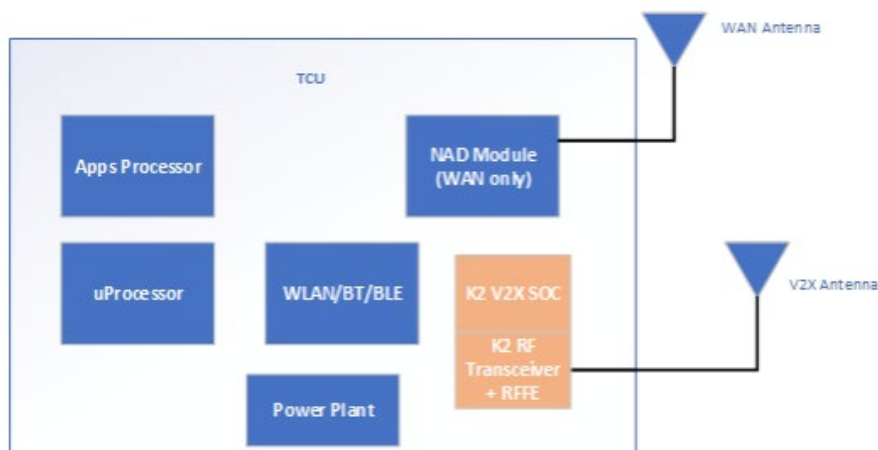 WAN Antenna
TCU
Apps Processor
NAD Module
(WAN only)
uProcessor
WLAN/BT/BLE
K2 V2X SOC
V2X Antenna
K2 RF
Transceiver
+ RFFE
Power Plant